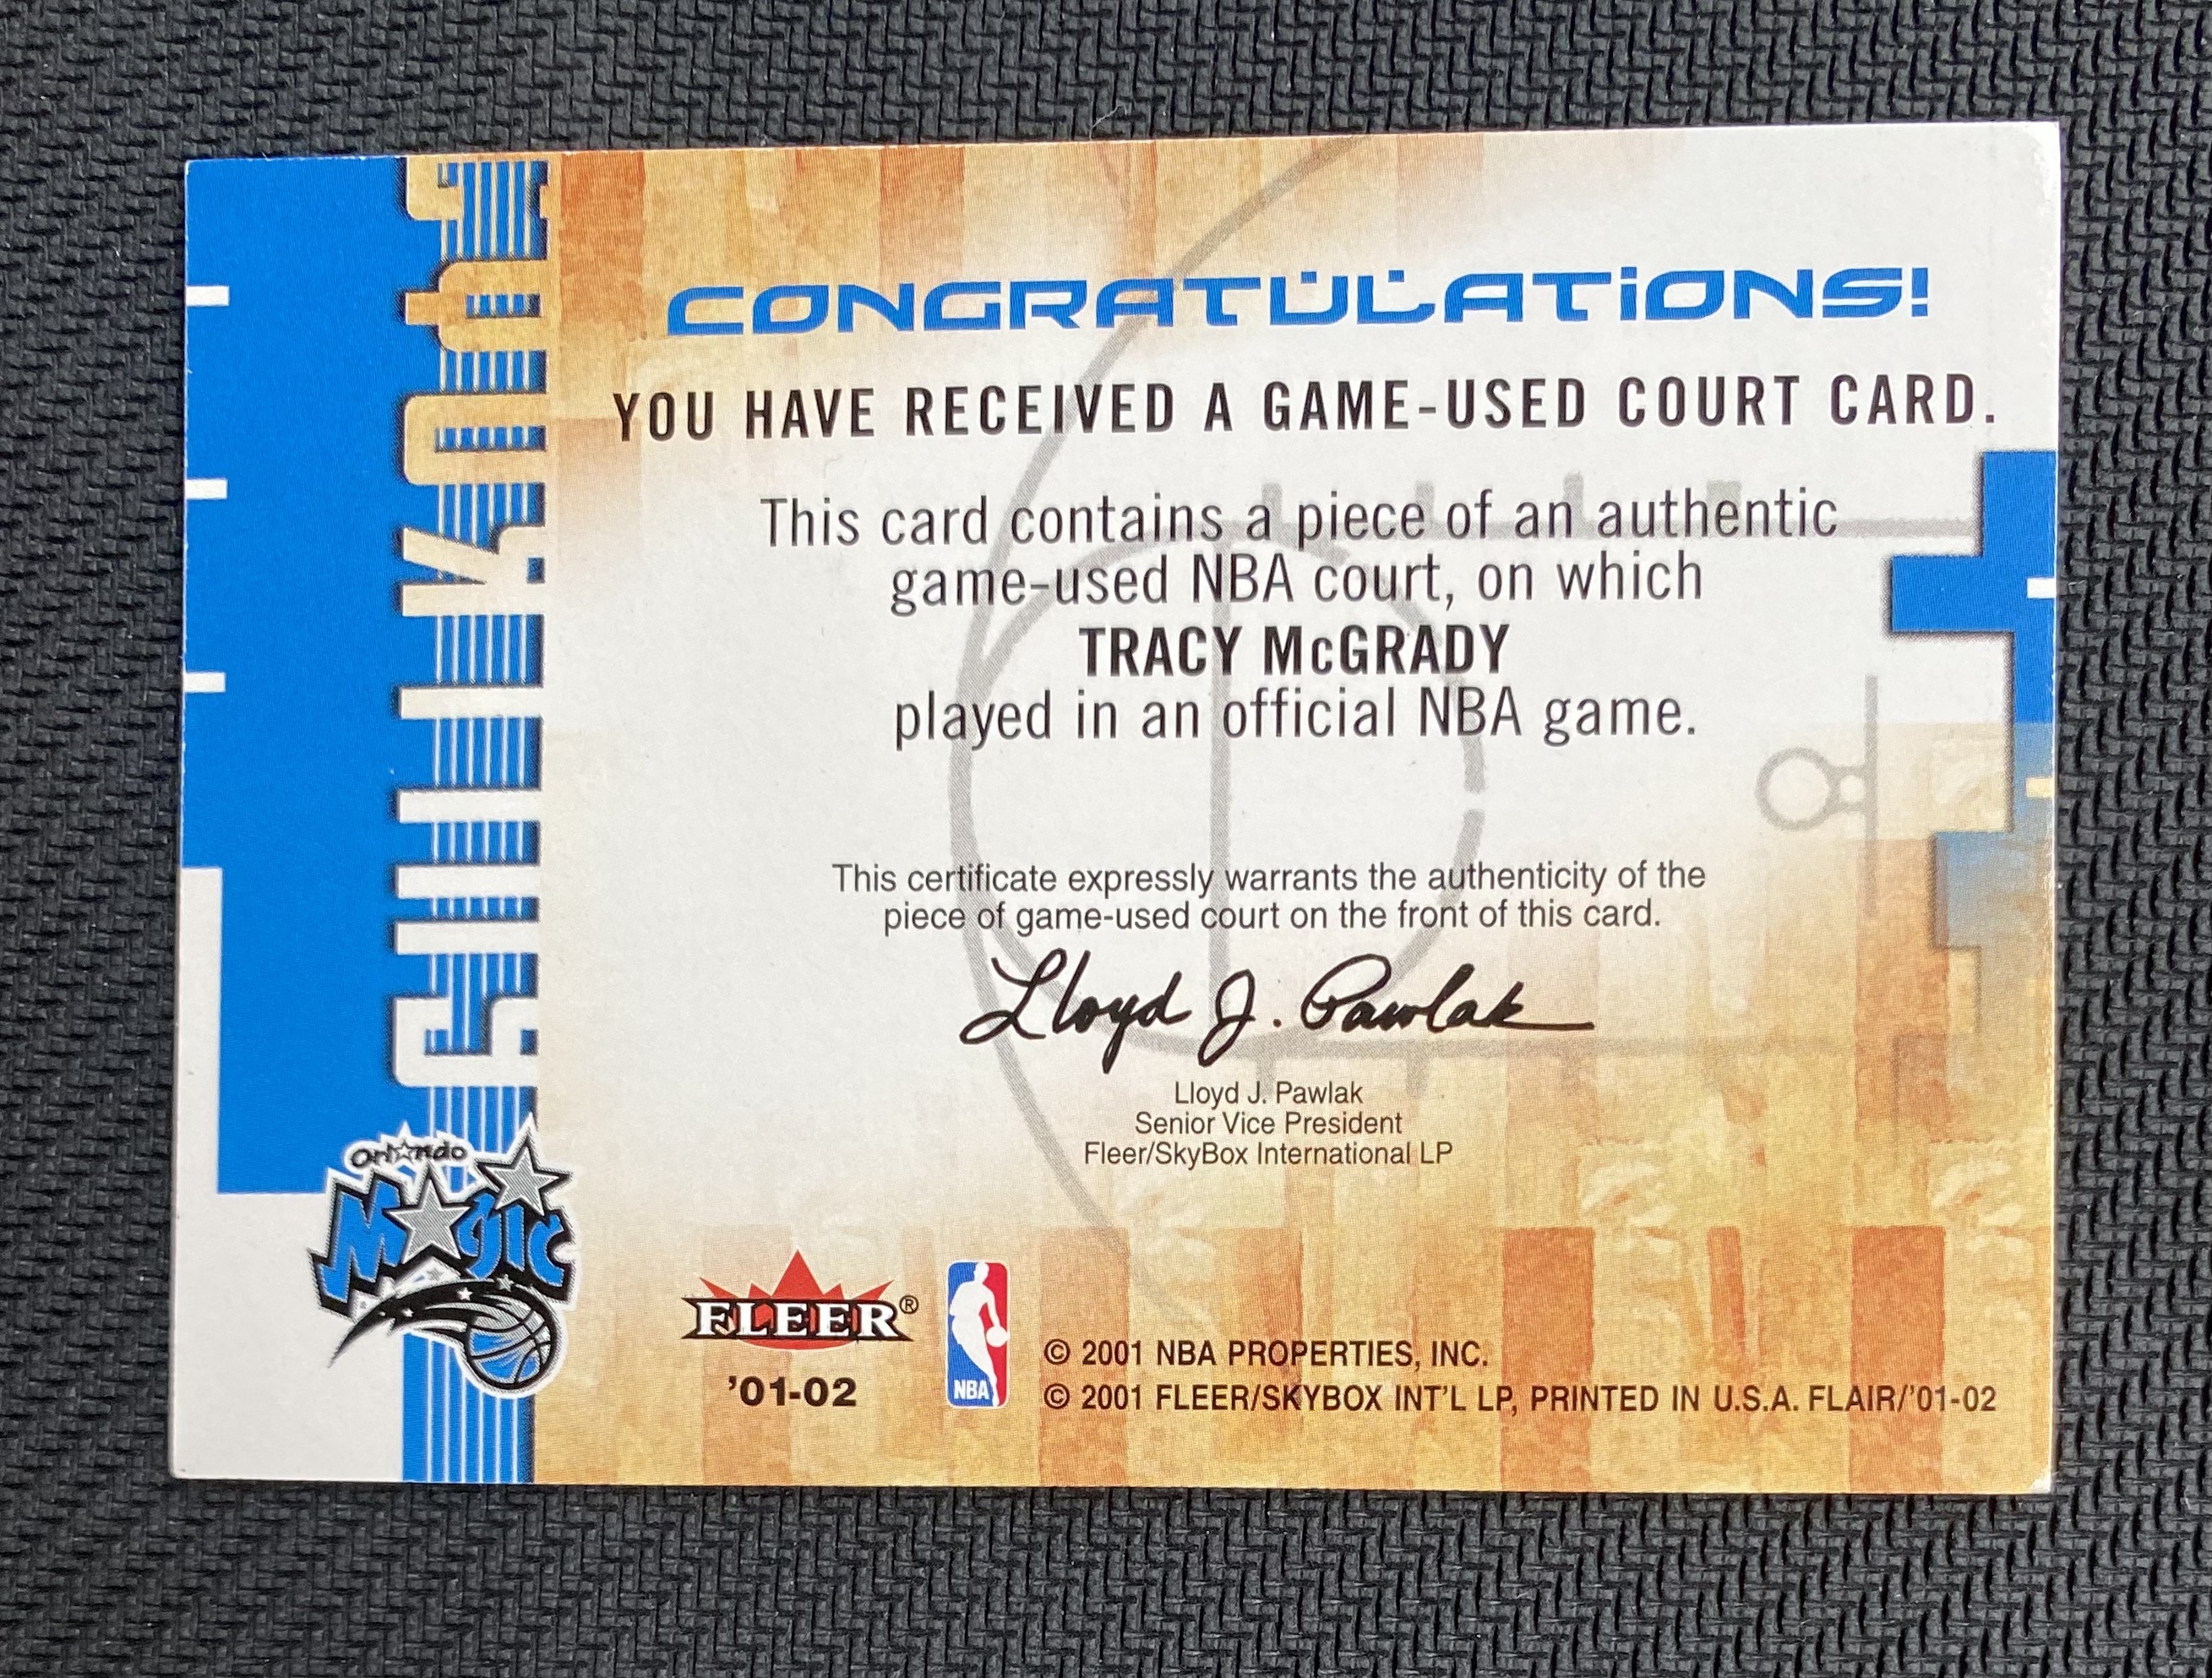 CONGRATULATIONS!
YOU HAVE RECEIVED A GAME-USED COURT CARD.
This card contains a piece of an authentic
game-used NBA court, on which
TRACY McGRADY
played in an official NBA game.
This certificate expressly warrants the authenticity of the
piece of game-used court on the front of this card.
Lloyd J. Pawlak
Lloyd J. Pawlak
Senior Vice President
Fleer/SkyBox International LP
Orlando
Magic
FLEER®
'01-02
NBA
© 2001 NBA PROPERTIES, INC.
© 2001 FLEER/SKYBOX INT'L LP, PRINTED IN U.S.A. FLAIR/'01-02